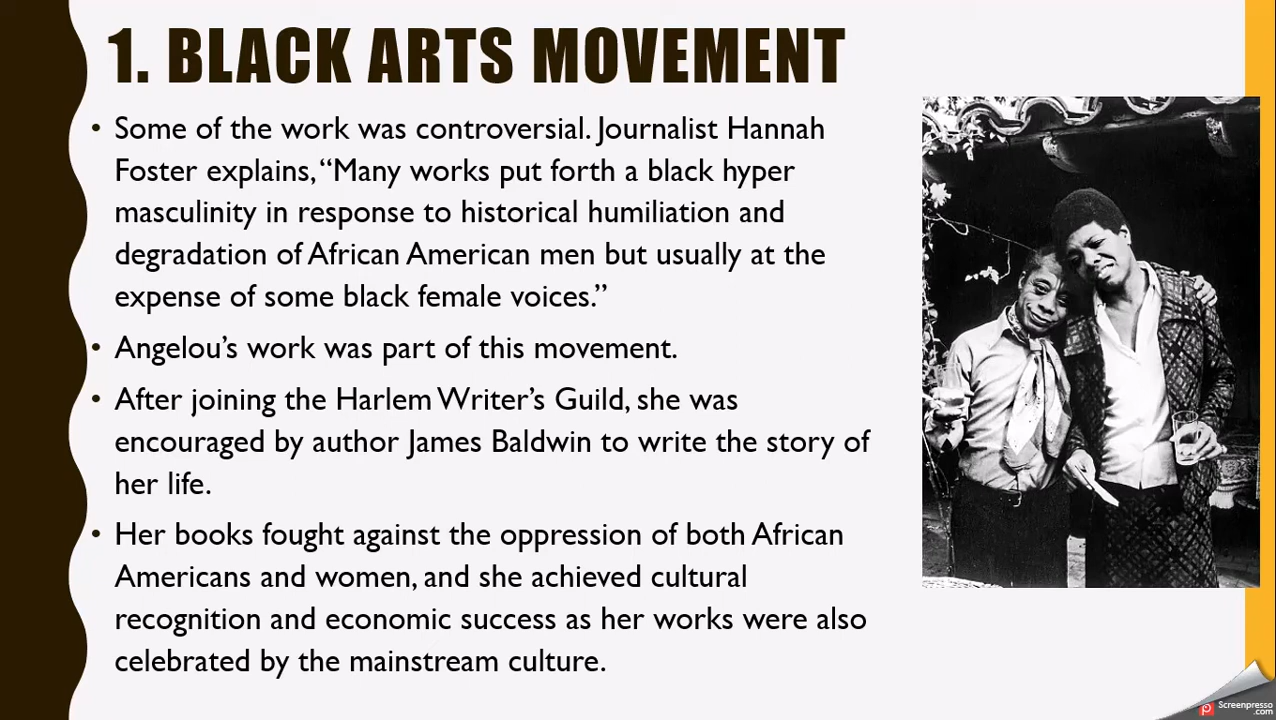 1. BLACK ARTS MOVEMENT
• Some of the work was controversial. Journalist Hannah
Foster explains, “Many works put forth a black hyper
masculinity in response to historical humiliation and
degradation of African American men but usually at the
expense of some black female voices.”
• Angelou’s work was part of this movement.
• After joining the Harlem Writer’s Guild, she was
encouraged by author James Baldwin to write the story of
her life.
• Her books fought against the oppression of both African
Americans and women, and she achieved cultural
recognition and economic success as her works were also
celebrated by the mainstream culture.
Screenpresso
.com